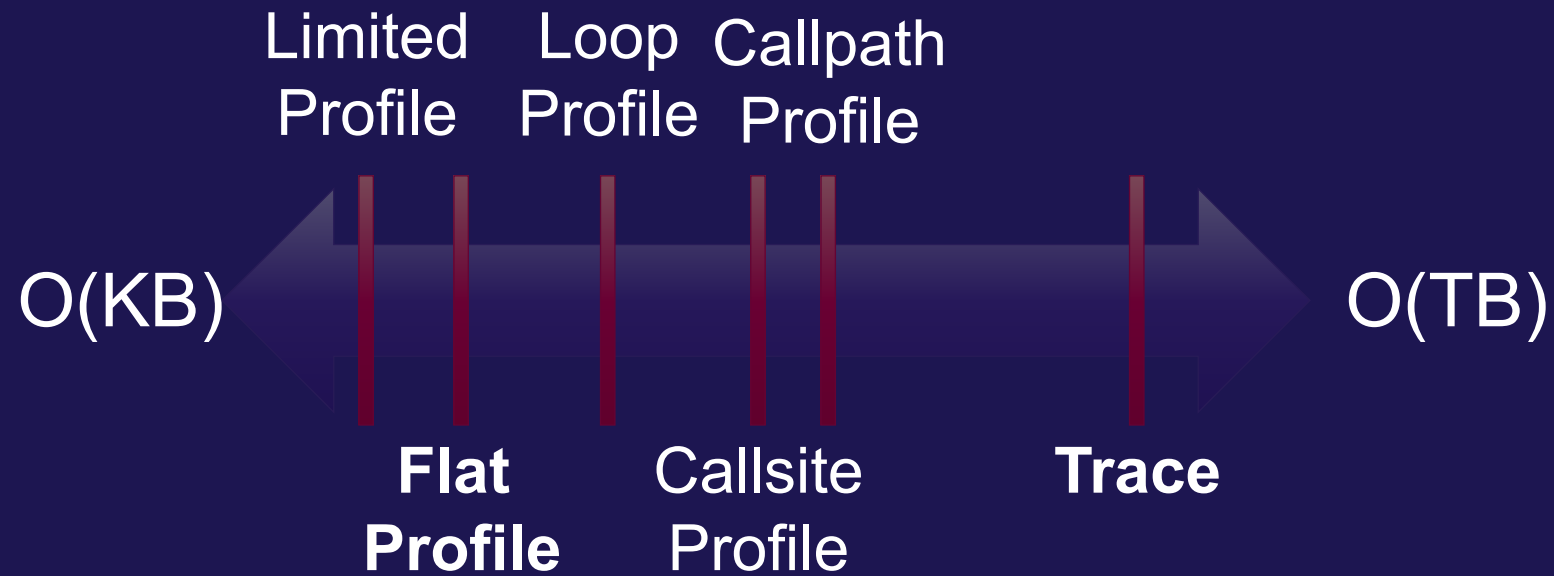 Limited
Profile
Loop
Profile
Callpath
Profile
O(KB)
O(TB)
Flat
Profile
Callsite
Profile
Trace